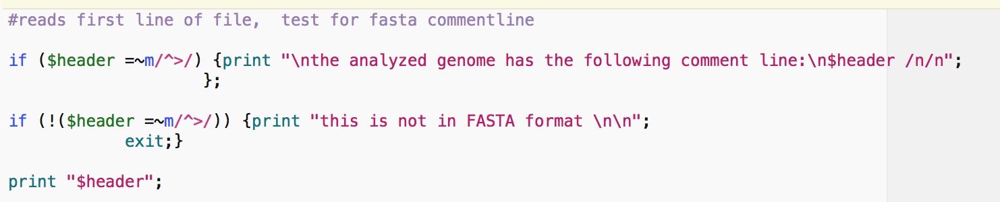 #reads first line of file,  test for fasta commentline
if ($header =~m/^>/) {print "\nthe analyzed genome has the following comment line:\n$header /n/n";
};
if (!($header =~m/^>/)) {print "this is not in FASTA format \n\n";
exit;}
print "$header";